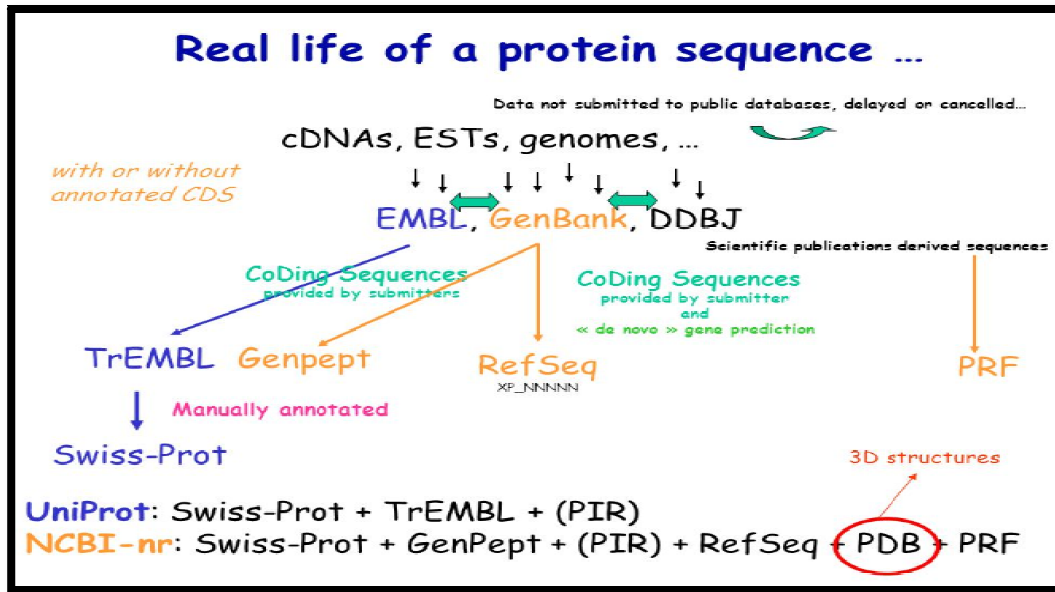 Real life of a protein sequence …
Data not submitted to public databases, delayed or cancelled…
cDNAs, ESTs, genomes, …
with or without
annotated CDS
EMBL, GenBank, DDBJ
Scientific publications derived sequences
CoDing Sequences
provided by submitters
CoDing Sequences
provided by submitter
and
« de novo » gene prediction
TrEMBL Genpept RefSeq PRF
XP_NNNNN
Manually annotated
Swiss-Prot
3D structures
UniProt: Swiss-Prot + TrEMBL + (PIR)
NCBI-nr: Swiss-Prot + GenPept + (PIR) + RefSeq + PDB + PRF